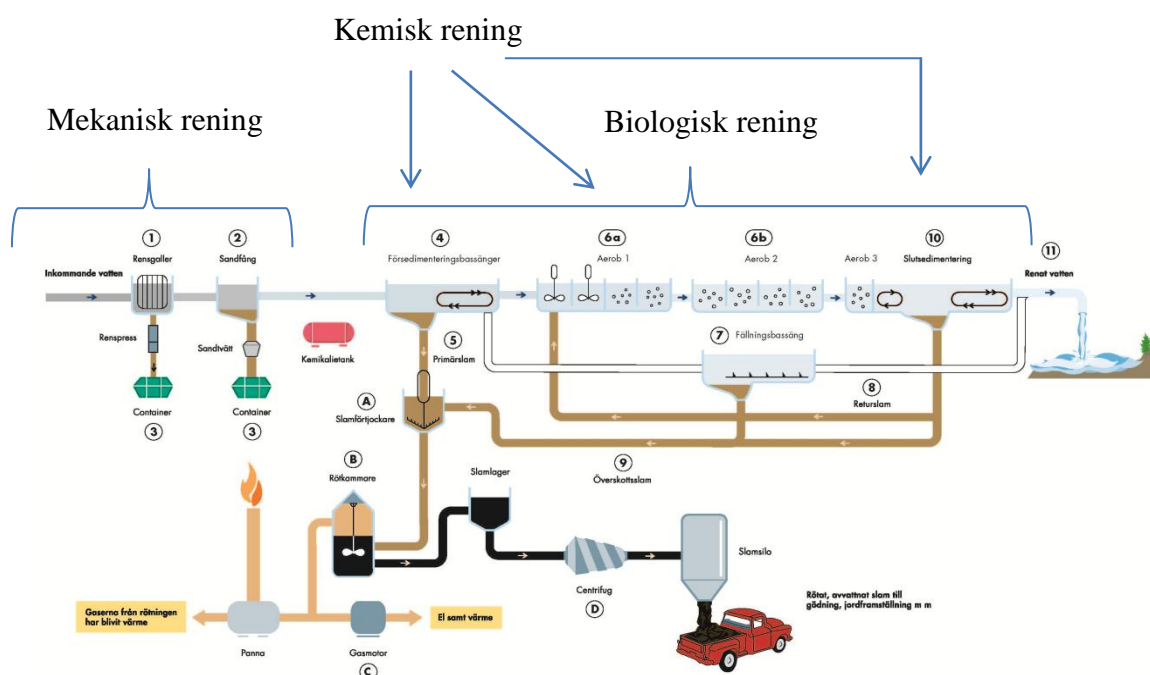 Kemisk rening
Mekanisk rening
Biologisk rening
1
Rensgaller
2
Sandfång
4
Försedimenteringsbassänger
6a
Aerob 1
6b
Aerob 2
Aerob 3
10
Slutsedimentering
11
Renat vatten
Inkommande vatten
Renspress
Sandtvätt
Kemikalietank
5
Primärslam
7
Fällningsbassäng
8
Returslam
Container
3
Container
3
A
Slamförtjockare
9
Överskottsslam
B
Rötkammare
Slamlager
Slamsilo
Centrifug
D
Rötat, avvattnat slam till
gödning, jordframställning m m
Gaserna från rötningen
har blivit värme
El samt värme
Panna
Gasmotor
C